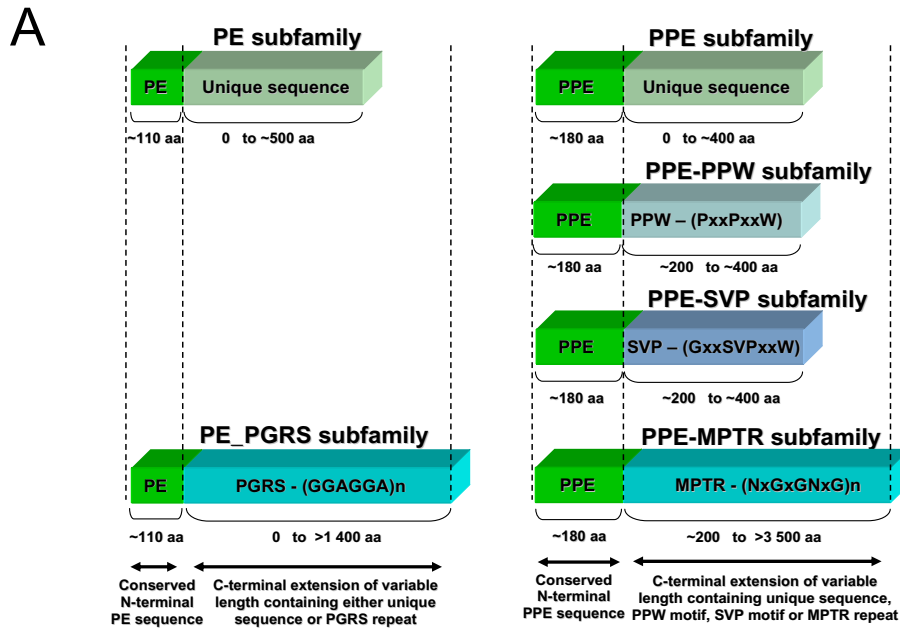 A
PE subfamily
PE
Unique sequence
~110 aa
0 to ~500 aa
PE_PGRS subfamily
PE
PGRS - (GGAGGA)n
~110 aa
0 to >1 400 aa
Conserved
N-terminal
PE sequence
C-terminal extension of variable
length containing either unique
sequence or PGRS repeat
PPE subfamily
PPE
Unique sequence
~180 aa
0 to ~400 aa
PPE-PPW subfamily
PPE
PPW – (PxxPxxW)
~180 aa
~200 to ~400 aa
PPE-SVP subfamily
PPE
SVP – (GxxSVPxxW)
~180 aa
~200 to ~400 aa
PPE-MPTR subfamily
PPE
MPTR - (NxGxGNxG)n
~180 aa
~200 to >3 500 aa
Conserved
N-terminal
PPE sequence
C-terminal extension of variable
length containing unique sequence,
PPW motif, SVP motif or MPTR repeat